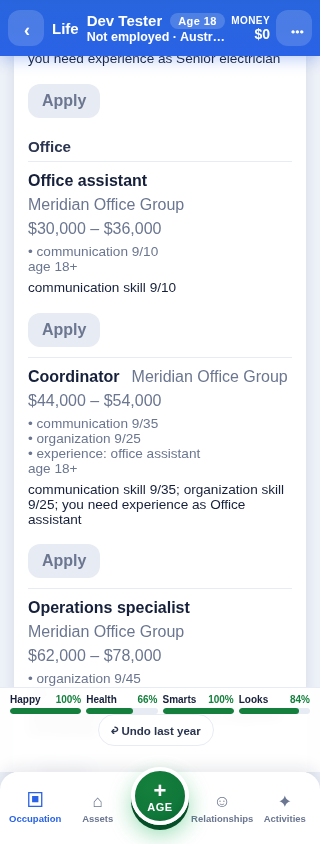 ‹ Life Dev Tester Age 18 MONEY
Not employed · Austr… $0 ...
you need experience as Senior electrician
Apply
Office
Office assistant
Meridian Office Group
$30,000 – $36,000
• communication 9/10
age 18+
communication skill 9/10
Apply
Coordinator Meridian Office Group
$44,000 – $54,000
• communication 9/35
• organization 9/25
• experience: office assistant
age 18+
communication skill 9/35; organization skill
9/25; you need experience as Office
assistant
Apply
Operations specialist
Meridian Office Group
$62,000 – $78,000
• organization 9/45
Happy 100% Health 66% Smarts 100% Looks 84%
Undo last year
+
AGE
Occupation Assets Relationships Activities